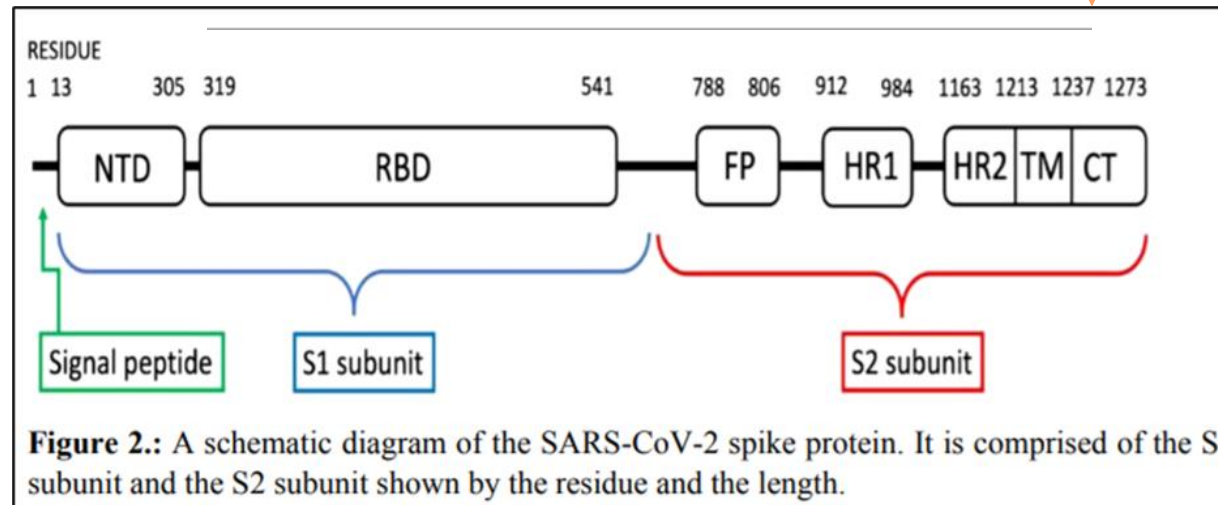 RESIDUE
1 13 305 319 541 788 806 912 984 1163 1213 1237 1273
NTD RBD FP HR1 HR2 TM CT
Signal peptide S1 subunit S2 subunit
Figure 2.: A schematic diagram of the SARS-CoV-2 spike protein. It is comprised of the S
subunit and the S2 subunit shown by the residue and the length.